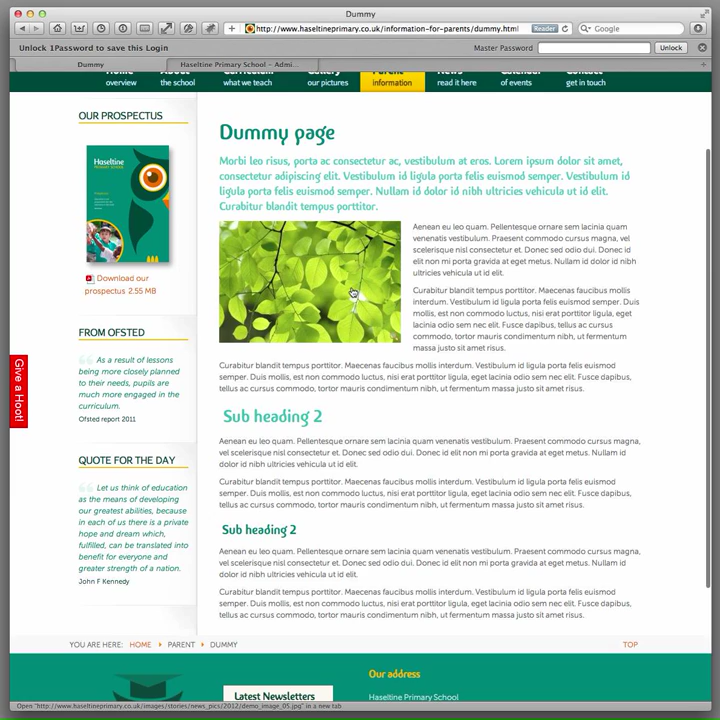 Dummy
http://www.haseltineprimary.co.uk/information-for-parents/dummy.html
Reader
Google
Unlock 1Password to save this Login
Master Password
Unlock
Dummy
Haseltine Primary School – Admi...
overview
the school
what we teach
our pictures
information
read it here
of events
get in touch
OUR PROSPECTUS
Haseltine
Download our
prospectus 2.55 MB
FROM OFSTED
As a result of lessons
being more closely planned
to their needs, pupils are
much more engaged in the
curriculum.
Ofsted report 2011
QUOTE FOR THE DAY
Let us think of education
as the means of developing
our greatest abilities, because
in each of us there is a private
hope and dream which,
fulfilled, can be translated into
benefit for everyone and
greater strength of a nation.
John F Kennedy
Give a Hoot!
Dummy page
Morbi leo risus, porta ac consectetur ac, vestibulum at eros. Lorem ipsum dolor sit amet,
consectetur adipiscing elit. Vestibulum id ligula porta felis euismod semper. Vestibulum id
ligula porta felis euismod semper. Nullam id dolor id nibh ultricies vehicula ut id elit.
Curabitur blandit tempus porttitor.
Aenean eu leo quam. Pellentesque ornare sem lacinia quam
venenatis vestibulum. Praesent commodo cursus magna, vel
scelerisque nisl consectetur et. Donec sed odio dui. Donec id
elit non mi porta gravida at eget metus. Nullam id dolor id nibh
ultricies vehicula ut id elit.
Curabitur blandit tempus porttitor. Maecenas faucibus mollis
interdum. Vestibulum id ligula porta felis euismod semper. Duis
mollis, est non commodo luctus, nisi erat porttitor ligula, eget
lacinia odio sem nec elit. Fusce dapibus, tellus ac cursus
commodo, tortor mauris condimentum nibh, ut fermentum
massa justo sit amet risus.
Curabitur blandit tempus porttitor. Maecenas faucibus mollis interdum. Vestibulum id ligula porta felis euismod
semper. Duis mollis, est non commodo luctus, nisi erat porttitor ligula, eget lacinia odio sem nec elit. Fusce dapibus,
tellus ac cursus commodo, tortor mauris condimentum nibh, ut fermentum massa justo sit amet risus.
Sub heading 2
Aenean eu leo quam. Pellentesque ornare sem lacinia quam venenatis vestibulum. Praesent commodo cursus magna,
vel scelerisque nisl consectetur et. Donec sed odio dui. Donec id elit non mi porta gravida at eget metus. Nullam id
dolor id nibh ultricies vehicula ut id elit.
Curabitur blandit tempus porttitor. Maecenas faucibus mollis interdum. Vestibulum id ligula porta felis euismod
semper. Duis mollis, est non commodo luctus, nisi erat porttitor ligula, eget lacinia odio sem nec elit. Fusce dapibus,
tellus ac cursus commodo, tortor mauris condimentum nibh, ut fermentum massa justo sit amet risus.
Sub heading 2
Aenean eu leo quam. Pellentesque ornare sem lacinia quam venenatis vestibulum. Praesent commodo cursus magna,
vel scelerisque nisl consectetur et. Donec sed odio dui. Donec id elit non mi porta gravida at eget metus. Nullam id
dolor id nibh ultricies vehicula ut id elit.
Curabitur blandit tempus porttitor. Maecenas faucibus mollis interdum. Vestibulum id ligula porta felis euismod
semper. Duis mollis, est non commodo luctus, nisi erat porttitor ligula, eget lacinia odio sem nec elit. Fusce dapibus,
tellus ac cursus commodo, tortor mauris condimentum nibh, ut fermentum massa justo sit amet risus.
YOU ARE HERE: HOME PARENT DUMMY TOP
Latest Newsletters
Our address
Haseltine Primary School
Open "http://www.haseltineprimary.co.uk/images/stories/news_pics/2012/demo_image_05.jpg" in a new tab